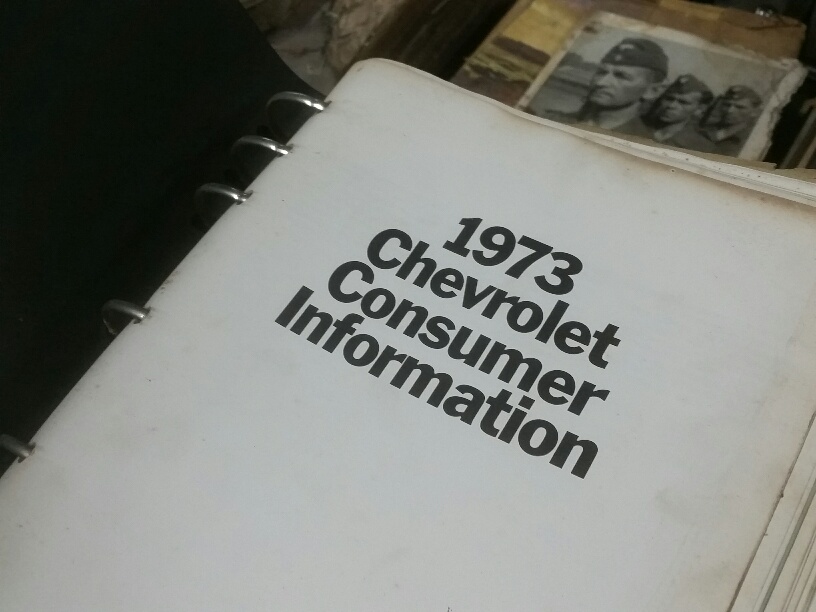 1973
Chevrolet
Consumer
Information